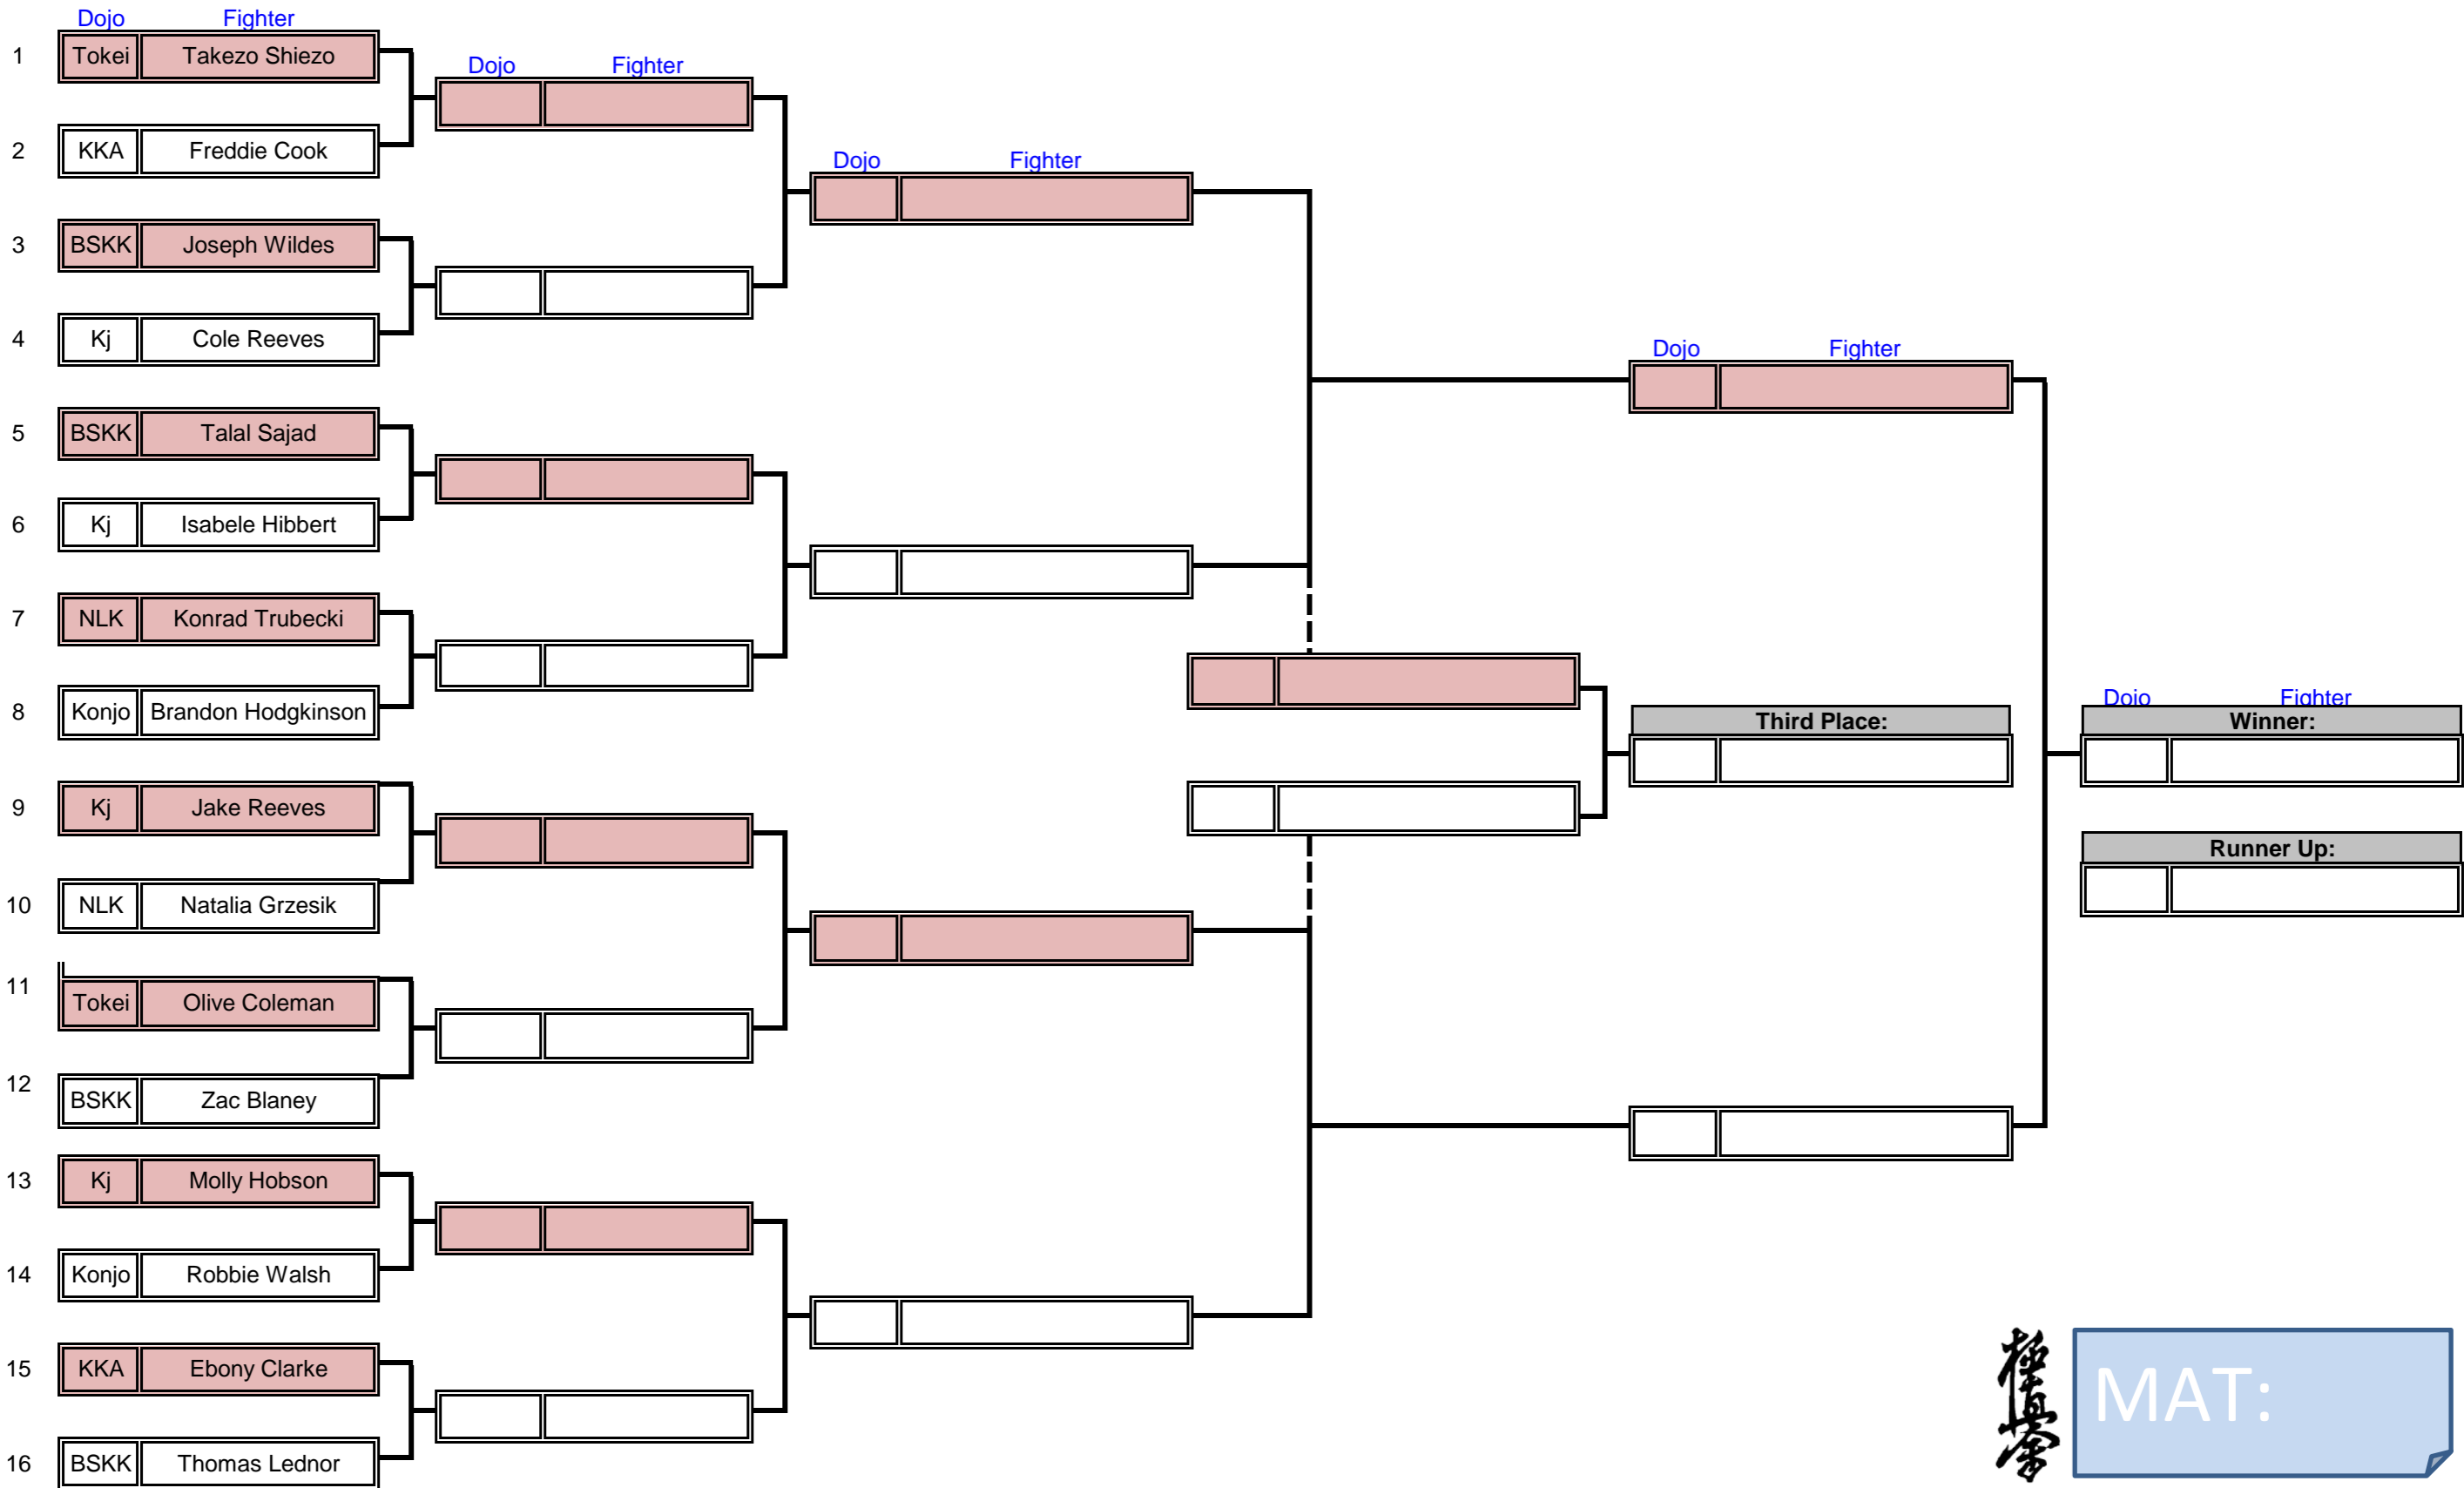 Dojo Fighter
1 Tokei Takezo Shiezo
Dojo Fighter
2 KKA Freddie Cook
Dojo Fighter
3 BSKK Joseph Wildes
4 Kj Cole Reeves
Dojo Fighter
5 BSKK Talal Sajad
6 Kj Isabele Hibbert
7 NLK Konrad Trubecki
8 Konjo Brandon Hodgkinson
Dojo Fighter
Third Place: Winner:
9 Kj Jake Reeves
Runner Up:
10 NLK Natalia Grzesik
11 Tokei Olive Coleman
12 BSKK Zac Blaney
13 Kj Molly Hobson
14 Konjo Robbie Walsh
15 KKA Ebony Clarke
極真会
MAT:
16 BSKK Thomas Lednor